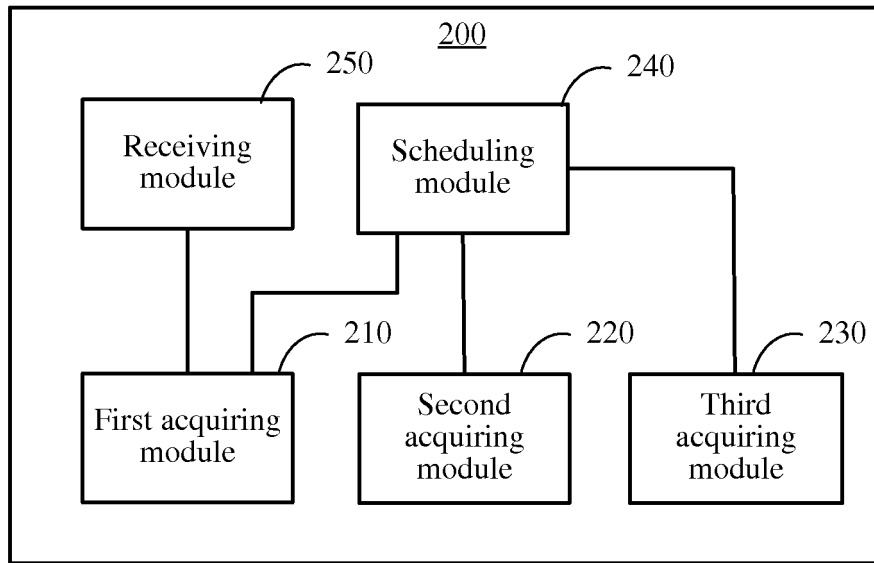 200
250
240
Receiving
module
Scheduling
module
210
220
230
First acquiring
module
Second
acquiring
module
Third
acquiring
module